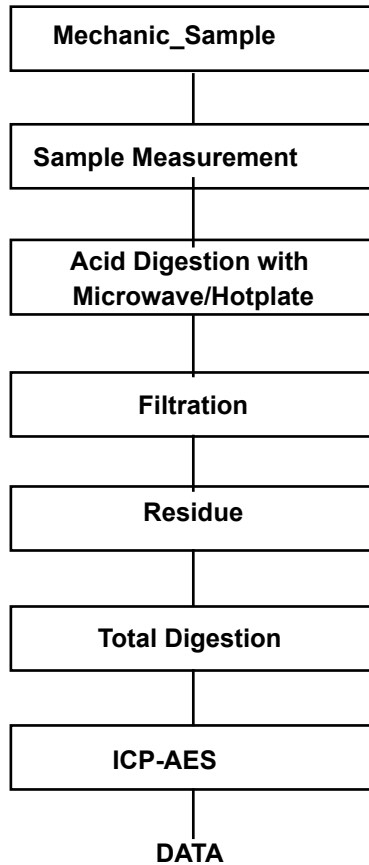 Mechanic_Sample
Sample Measurement
Acid Digestion with
Microwave/Hotplate
Filtration
Residue
Total Digestion
ICP-AES
DATA